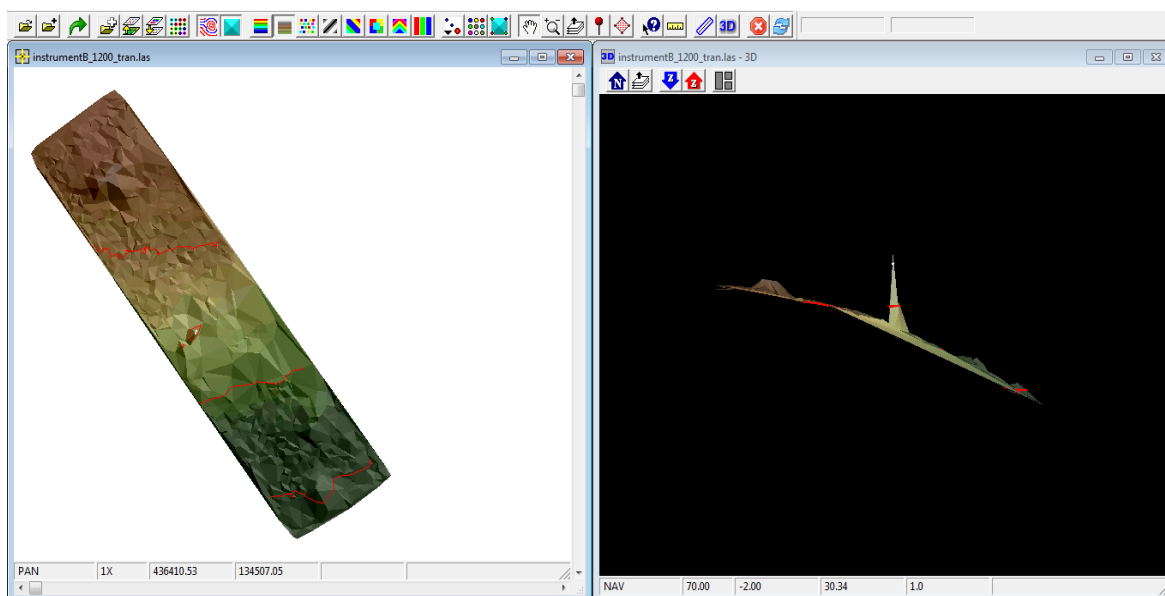 3D
instrumentB_1200_tran.las
3D instrumentB_1200_tran.las - 3D
N Z Z
PAN 1X 436410.53 134507.05
NAV 70.00 -2.00 30.34 1.0